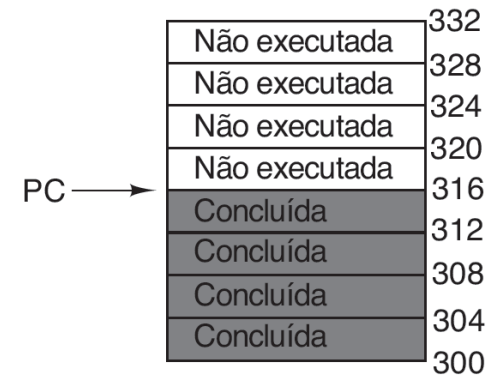 332
Não executada
328
Não executada
324
Não executada
320
Não executada
PC
316
Concluída
312
Concluída
308
Concluída
304
Concluída
300